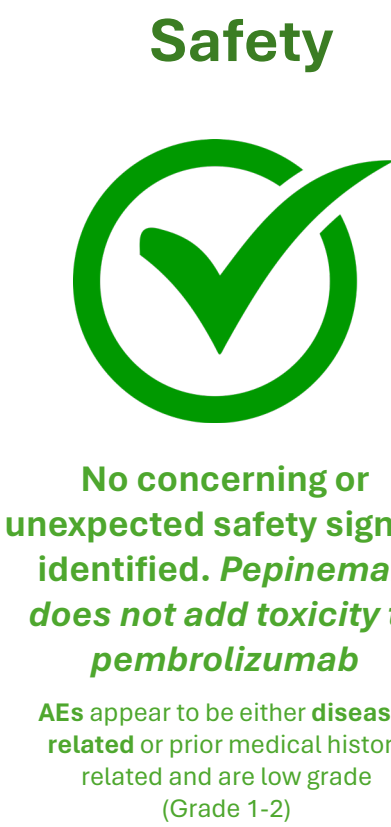 Safety
No concerning or
unexpected safety sign
identified. Pepinema
does not add toxicity t
pembrolizumab
AEs appear to be either diseas
related or prior medical histor
related and are low grade
(Grade 1-2)